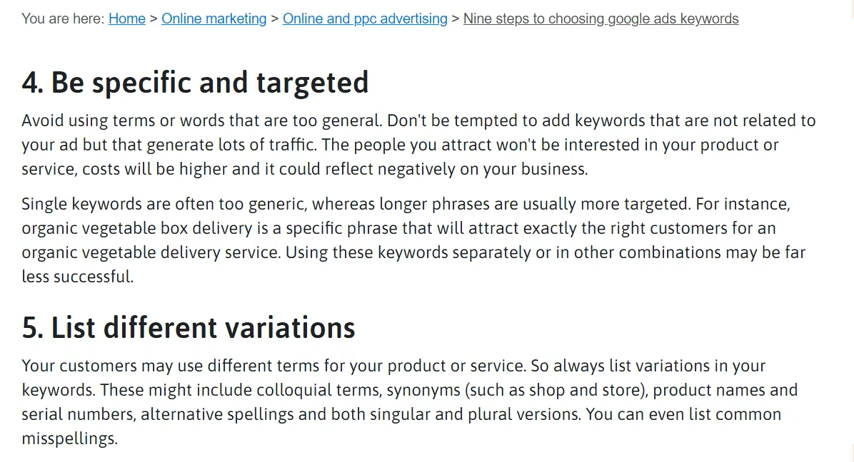 You are here: Home > Online marketing > Online and ppc advertising > Nine steps to choosing google ads keywords
4. Be specific and targeted
Avoid using terms or words that are too general. Don't be tempted to add keywords that are not related to
your ad but that generate lots of traffic. The people you attract won't be interested in your product or
service, costs will be higher and it could reflect negatively on your business.
Single keywords are often too generic, whereas longer phrases are usually more targeted. For instance,
organic vegetable box delivery is a specific phrase that will attract exactly the right customers for an
organic vegetable delivery service. Using these keywords separately or in other combinations may be far
less successful.
5. List different variations
Your customers may use different terms for your product or service. So always list variations in your
keywords. These might include colloquial terms, synonyms (such as shop and store), product names and
serial numbers, alternative spellings and both singular and plural versions. You can even list common
misspellings.